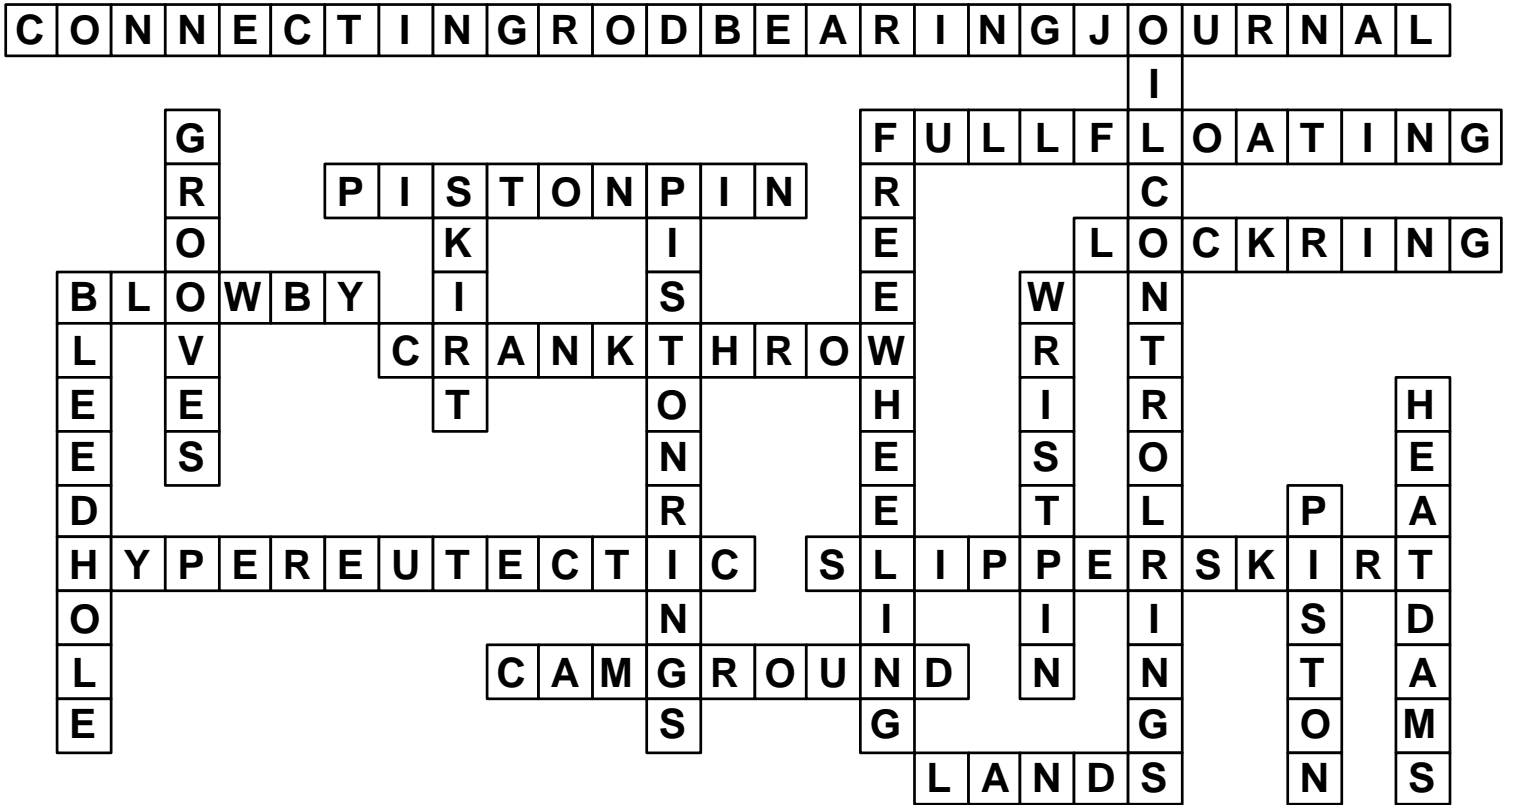 CONNECTINGRODBEARINGJOURNAL
OILCONTROLRINGS
GROOVES
FULLFLOATING
FREEWHEELING
PISTONPIN
SKIRT
PISTONRINGS
LOCKRING
BLOWBY
BLEEDHOLE
WRISTPIN
CRANKTHROW
HEATDAMS
PISTON
HYPEREUTECTIC
SLIPPERSKIRT
CAMGROUND
LANDS